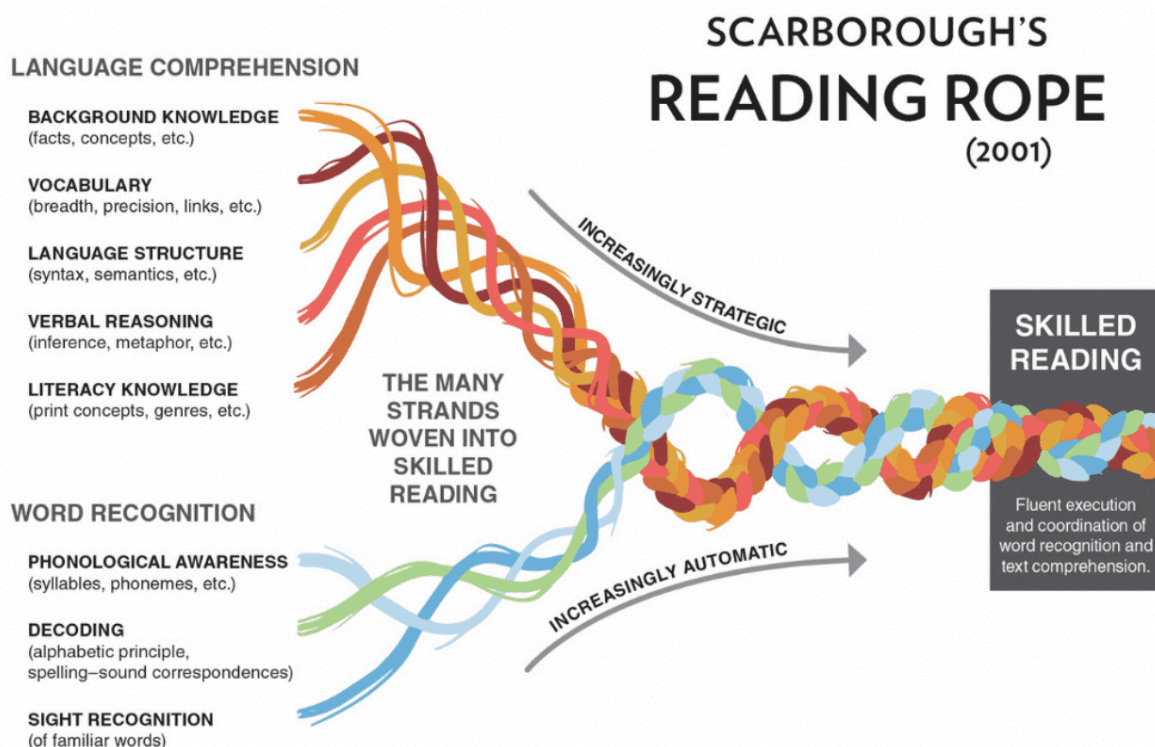 SCARBOROUGH'S
READING ROPE
(2001)
LANGUAGE COMPREHENSION
BACKGROUND KNOWLEDGE
(facts, concepts, etc.)
VOCABULARY
(breadth, precision, links, etc.)
LANGUAGE STRUCTURE
(syntax, semantics, etc.)
VERBAL REASONING
(inference, metaphor, etc.)
LITERACY KNOWLEDGE
(print concepts, genres, etc.)
WORD RECOGNITION
PHONOLOGICAL AWARENESS
(syllables, phonemes, etc.)
DECODING
(alphabetic principle,
spelling–sound correspondences)
SIGHT RECOGNITION
(of familiar words)
THE MANY
STRANDS
WOVEN INTO
SKILLED
READING
INCREASINGLY STRATEGIC
INCREASINGLY AUTOMATIC
SKILLED
READING
Fluent execution
and coordination of
word recognition and
text comprehension.